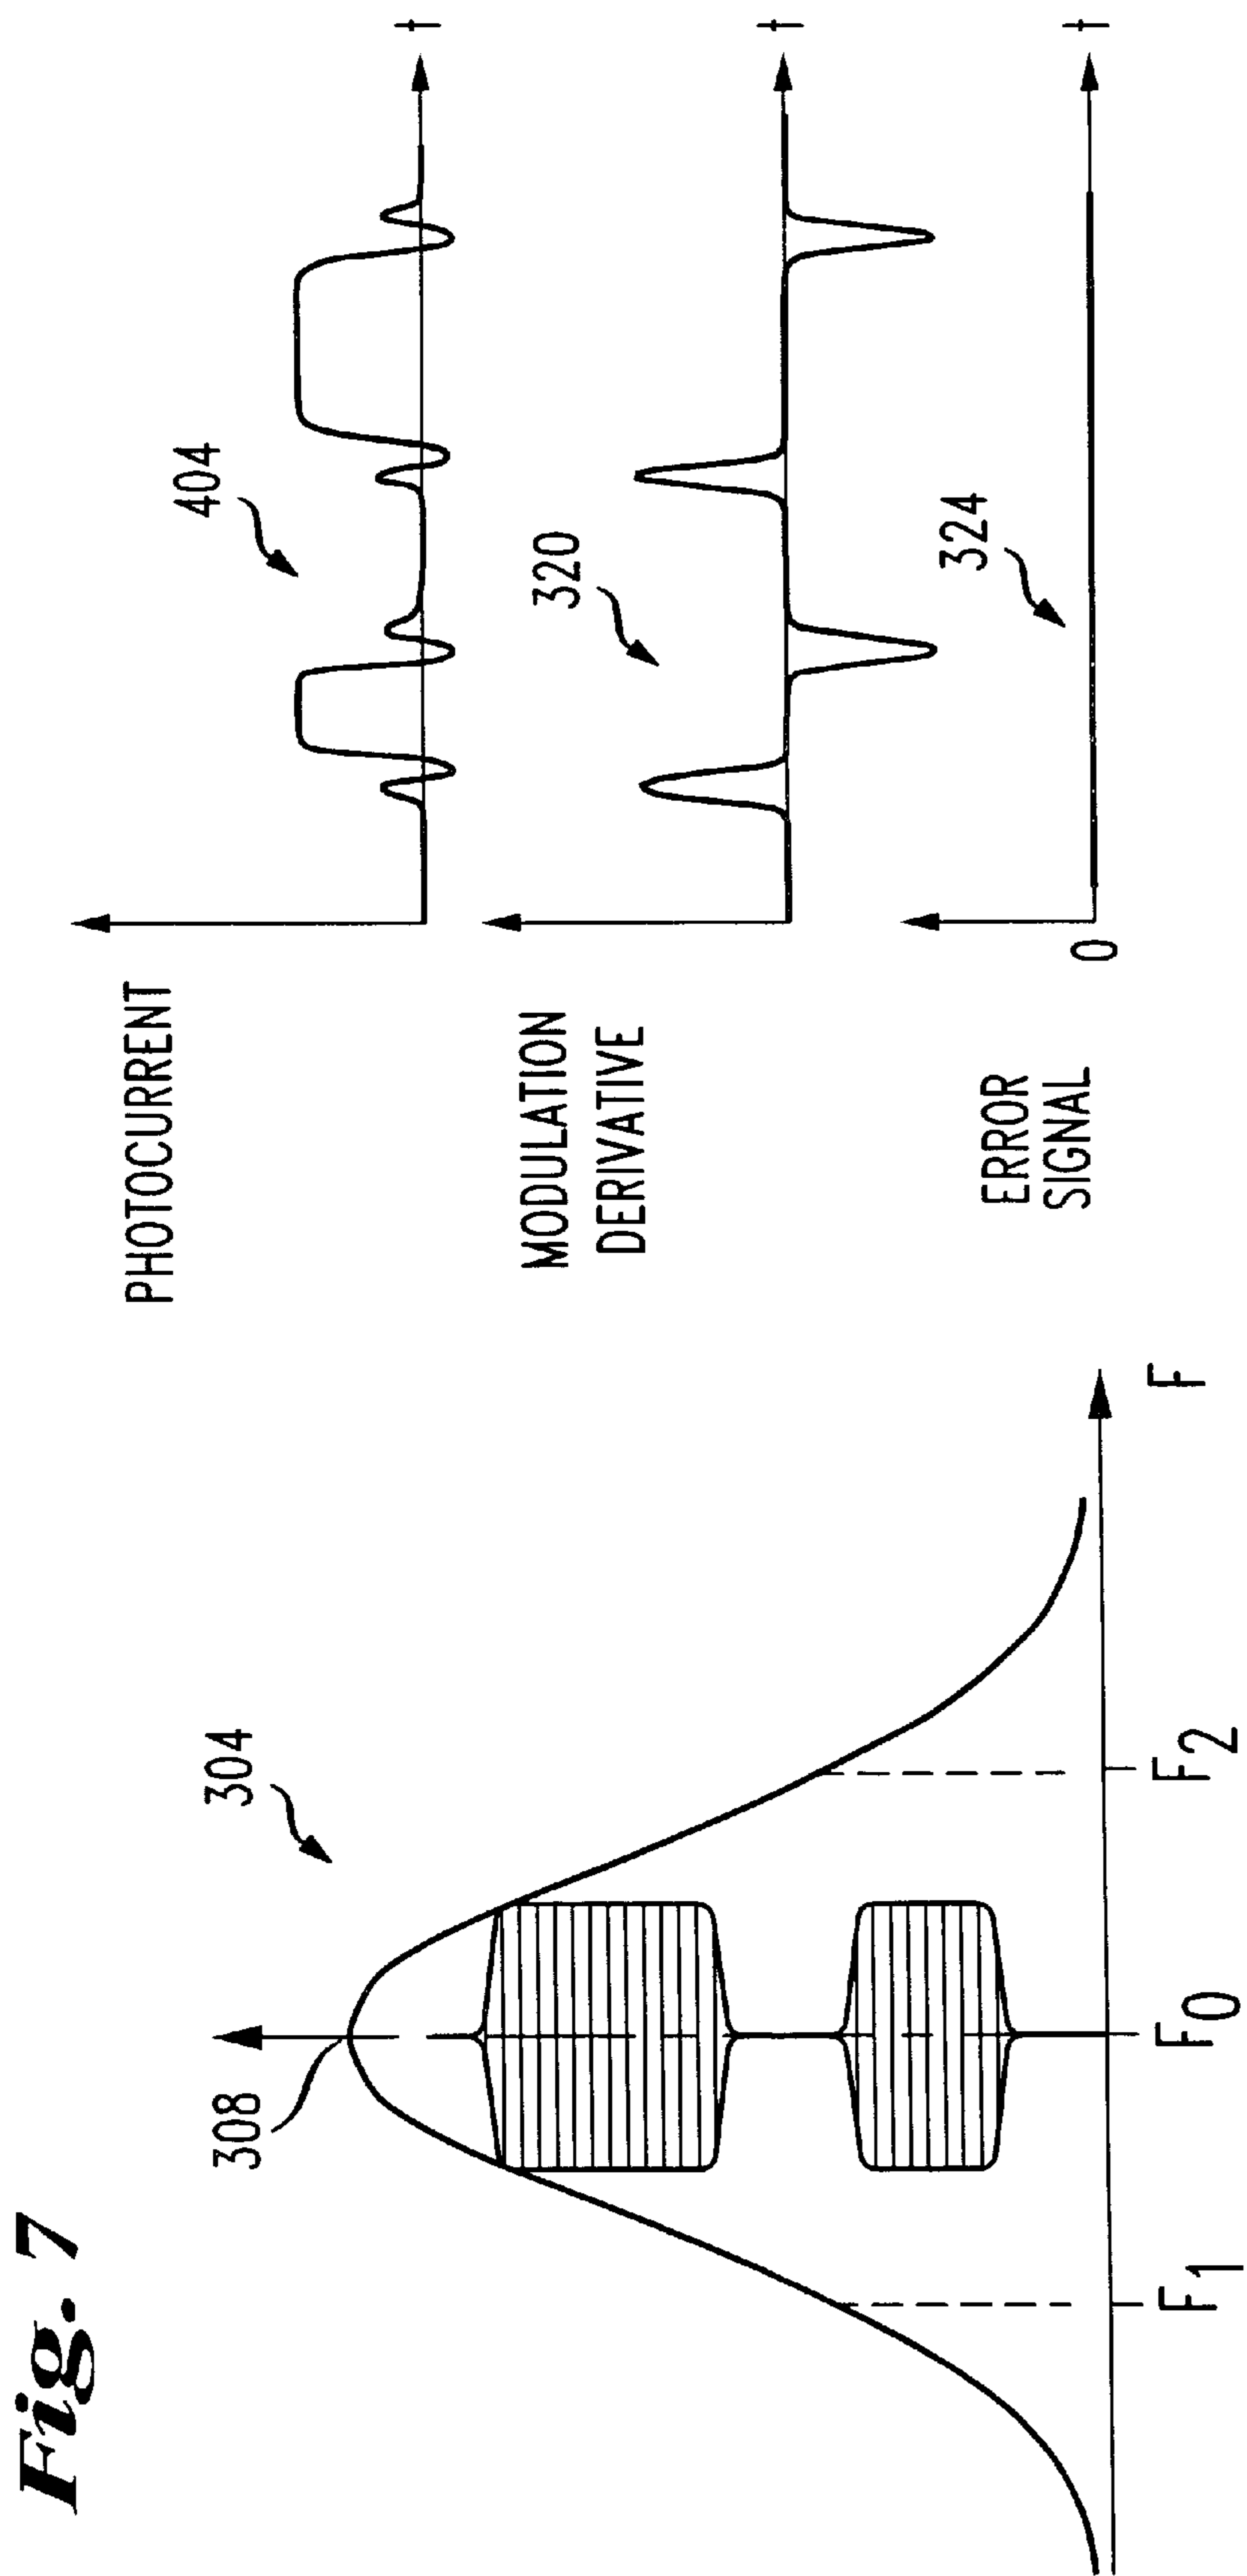 Fig. 7
304
308
F1
F0
F2
F
PHOTOCURRENT
404
t
MODULATION
DERIVATIVE
320
t
ERROR
SIGNAL
324
0
t